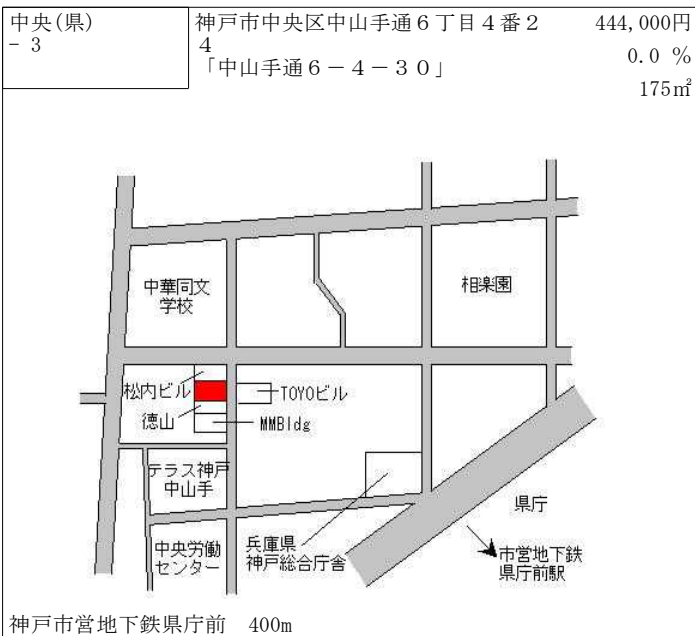 中央(県)
- 3
神戸市中央区中山手通６丁目４番２
４
「中山手通６－４－３０」
444,000円
0.0 %
175㎡
中華同文
学校
相楽園
松内ビル
TOYOビル
徳山
MMBldg
テラス神戸
中山手
県庁
中央労働
センター
兵庫県
神戸総合庁舎
市営地下鉄
県庁前駅
神戸市営地下鉄県庁前　400m